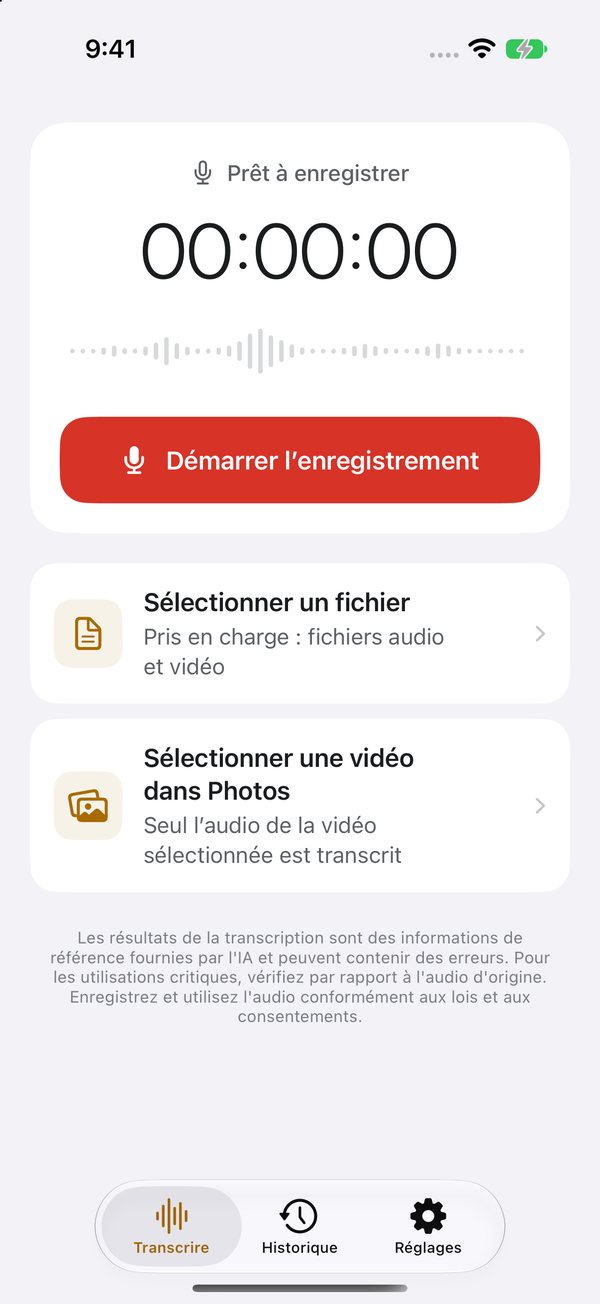 9:41
Prêt à enregistrer
00:00:00
Démarrer l’enregistrement
Sélectionner un fichier
Pris en charge : fichiers audio
et vidéo
Sélectionner une vidéo
dans Photos
Seul l’audio de la vidéo
sélectionnée est transcrit
Les résultats de la transcription sont des informations de
référence fournies par l'IA et peuvent contenir des erreurs. Pour
les utilisations critiques, vérifiez par rapport à l'audio d'origine.
Enregistrez et utilisez l'audio conformément aux lois et aux
consentements.
Transcrire
Historique
Réglages